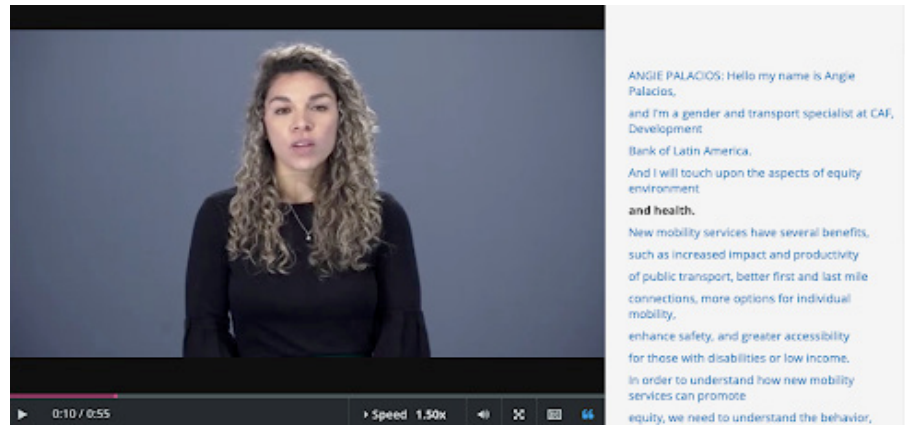 ANGIE PALACIOS: Hello my name is Angie
Palacios,
and I'm a gender and transport specialist at CAF,
Development
Bank of Latin America.
And I will touch upon the aspects of equity
environment
and health.
New mobility services have several benefits,
such as increased impact and productivity
of public transport, better first and last mile
connections, more options for individual
mobility,
enhance safety, and greater accessibility
for those with disabilities or low income.
In order to understand how new mobility
services can promote
equity, we need to understand the behavior,
0:10 / 0:55
Speed 1.50x